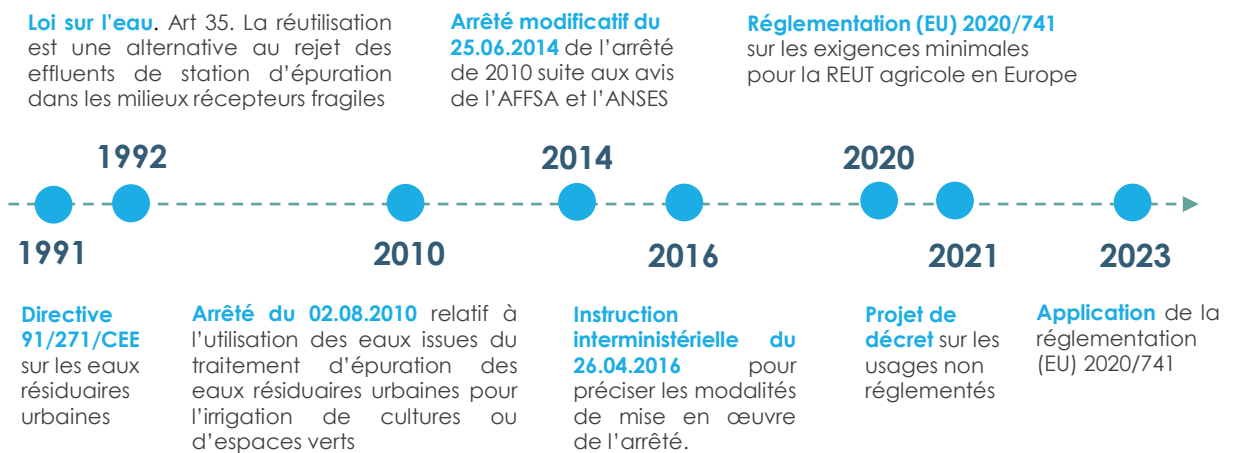 Loi sur l’eau. Art 35. La réutilisation
est une alternative au rejet des
effluents de station d’épuration
dans les milieux récepteurs fragiles
Arrêté modificatif du
25.06.2014 de l’arrêté
de 2010 suite aux avis
de l’AFFSA et l’ANSES
Réglementation (EU) 2020/741
sur les exigences minimales
pour la REUT agricole en Europe
1992
2014
2020
1991
2010
2016
2021
2023
Directive
91/271/CEE
sur les eaux
résiduaires
urbaines
Arrêté du 02.08.2010 relatif à
l’utilisation des eaux issues du
traitement d’épuration des
eaux résiduaires urbaines pour
l’irrigation de cultures ou
d’espaces verts
Instruction
interministérielle du
26.04.2016 pour
préciser les modalités
de mise en œuvre
de l’arrêté.
Projet de
décret sur les
usages non
réglementés
Application de la
réglementation
(EU) 2020/741